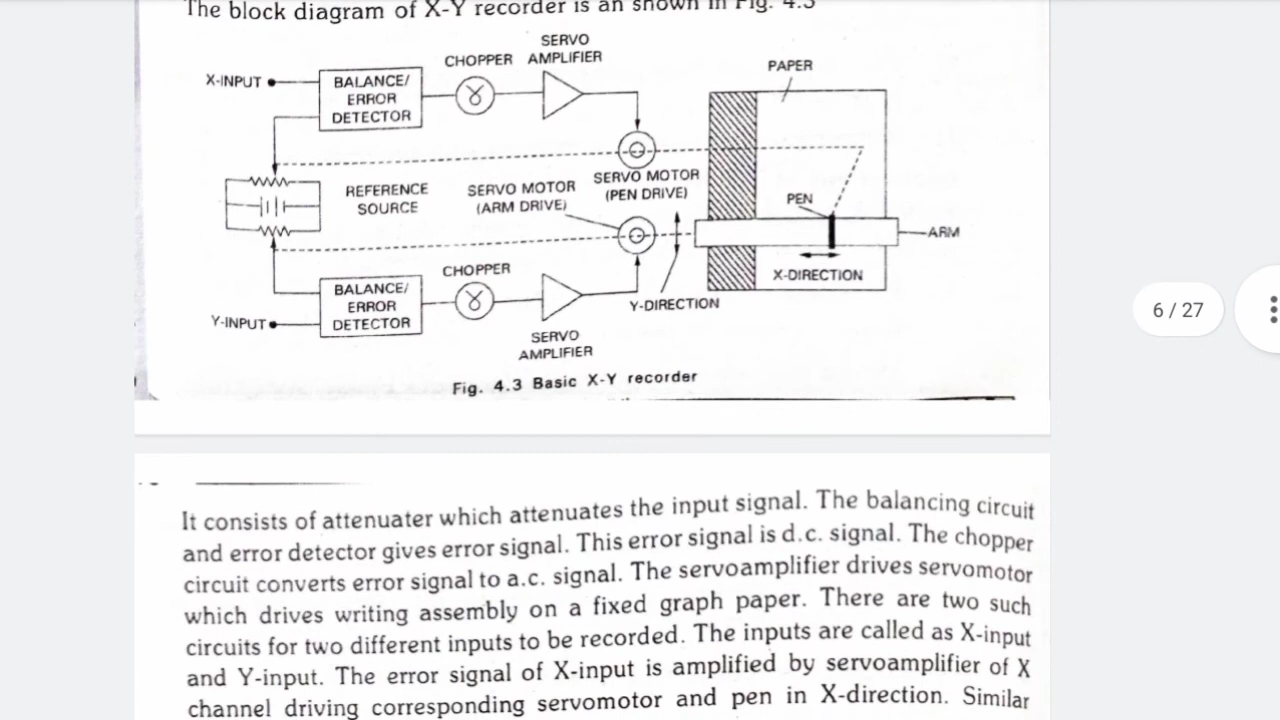 The block diagram of X-Y recorder is an shown in Fig. 4.3
SERVO
CHOPPER AMPLIFIER
PAPER
X-INPUT
BALANCE/
ERROR
DETECTOR
REFERENCE
SOURCE
SERVO MOTOR
(ARM DRIVE)
SERVO MOTOR
(PEN DRIVE)
PEN
ARM
X-DIRECTION
CHOPPER
BALANCE/
ERROR
DETECTOR
Y-DIRECTION
Y-INPUT
SERVO
AMPLIFIER
Fig. 4.3 Basic X-Y recorder
6 / 27
It consists of attenuater which attenuates the input signal. The balancing circuit
and error detector gives error signal. This error signal is d.c. signal. The chopper
circuit converts error signal to a.c. signal. The servoamplifier drives servomotor
which drives writing assembly on a fixed graph paper. There are two such
circuits for two different inputs to be recorded. The inputs are called as X-input
and Y-input. The error signal of X-input is amplified by servoamplifier of X
channel driving corresponding servomotor and pen in X-direction. Similar